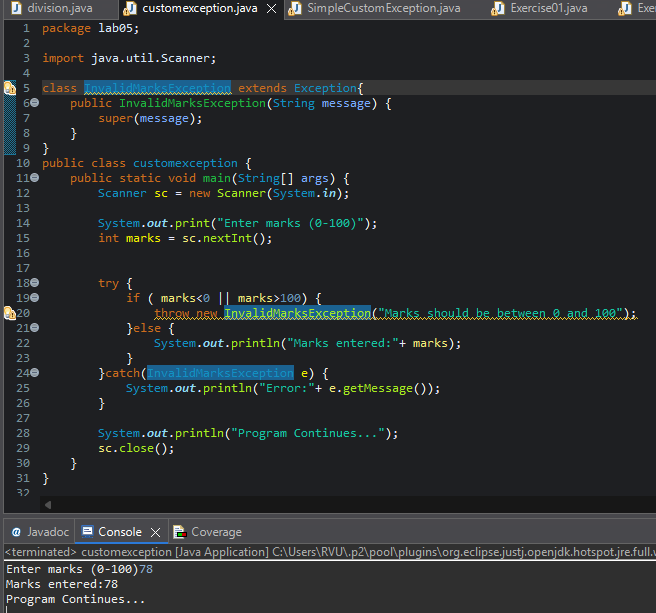 division.java customexception.java SimpleCustomException.java Exercise01.java Exe
1 package lab05;
2
3 import java.util.Scanner;
4
5 class InvalidMarksException extends Exception{
6 public InvalidMarksException(String message) {
7 super(message);
8 }
9 }
10 public class customexception {
11 public static void main(String[] args) {
12 Scanner sc = new Scanner(System.in);
13
14 System.out.print("Enter marks (0-100)");
15 int marks = sc.nextInt();
16
17
18 try {
19 if ( marks<0 || marks>100) {
20 throw new InvalidMarksException("Marks should be between 0 and 100");
21 }else {
22 System.out.println("Marks entered:"+ marks);
23 }
24 }catch(InvalidMarksException e) {
25 System.out.println("Error:"+ e.getMessage());
26 }
27
28 System.out.println("Program Continues...");
29 sc.close();
30 }
31 }
32
@ Javadoc Console Coverage
<terminated> customexception [Java Application] C:\Users\RVU\.p2\pool\plugins\org.eclipse.justj.openjdk.hotspot.jre.full.
Enter marks (0-100)78
Marks entered:78
Program Continues...